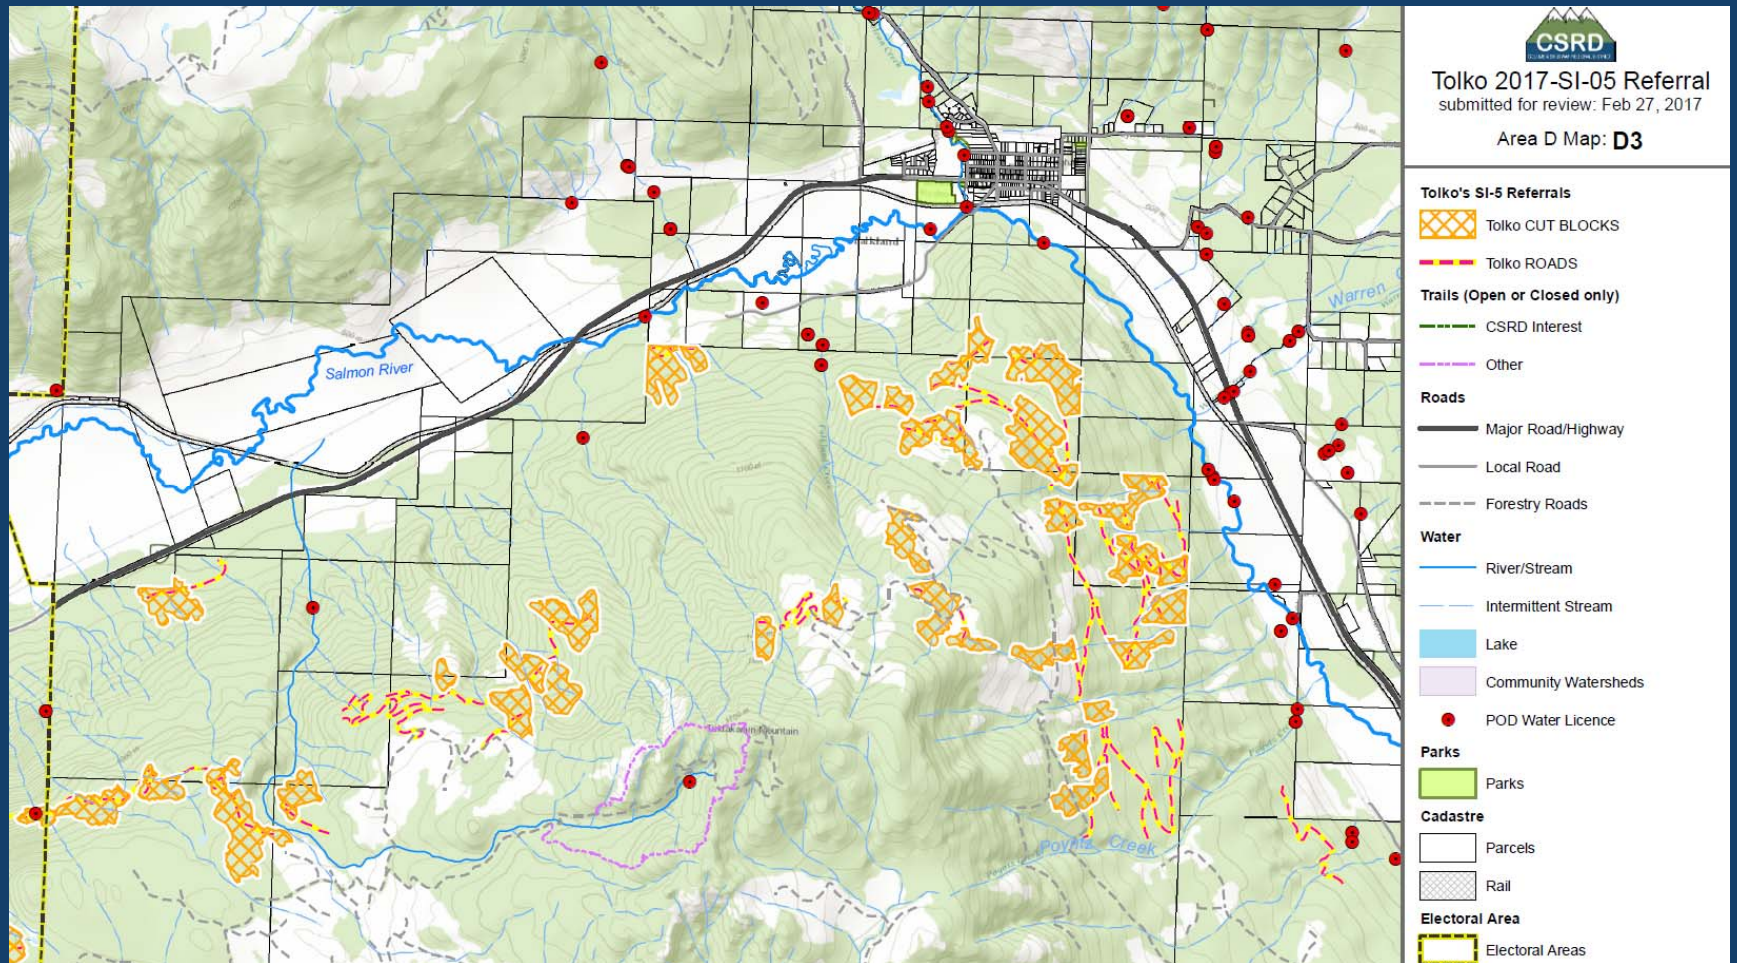 CSRD
Tolko 2017-SI-05 Referral
submitted for review: Feb 27, 2017
Area D Map: D3
Tolko's SI-5 Referrals
Tolko CUT BLOCKS
Tolko ROADS
Trails (Open or Closed only)
CSRD Interest
Other
Roads
Major Road/Highway
Local Road
Forestry Roads
Water
River/Stream
Intermittent Stream
Lake
Community Watersheds
POD Water Licence
Parks
Parks
Cadastre
Parcels
Rail
Electoral Area
Electoral Areas
Warren
Salmon River
Mountain
Poyntz Creek